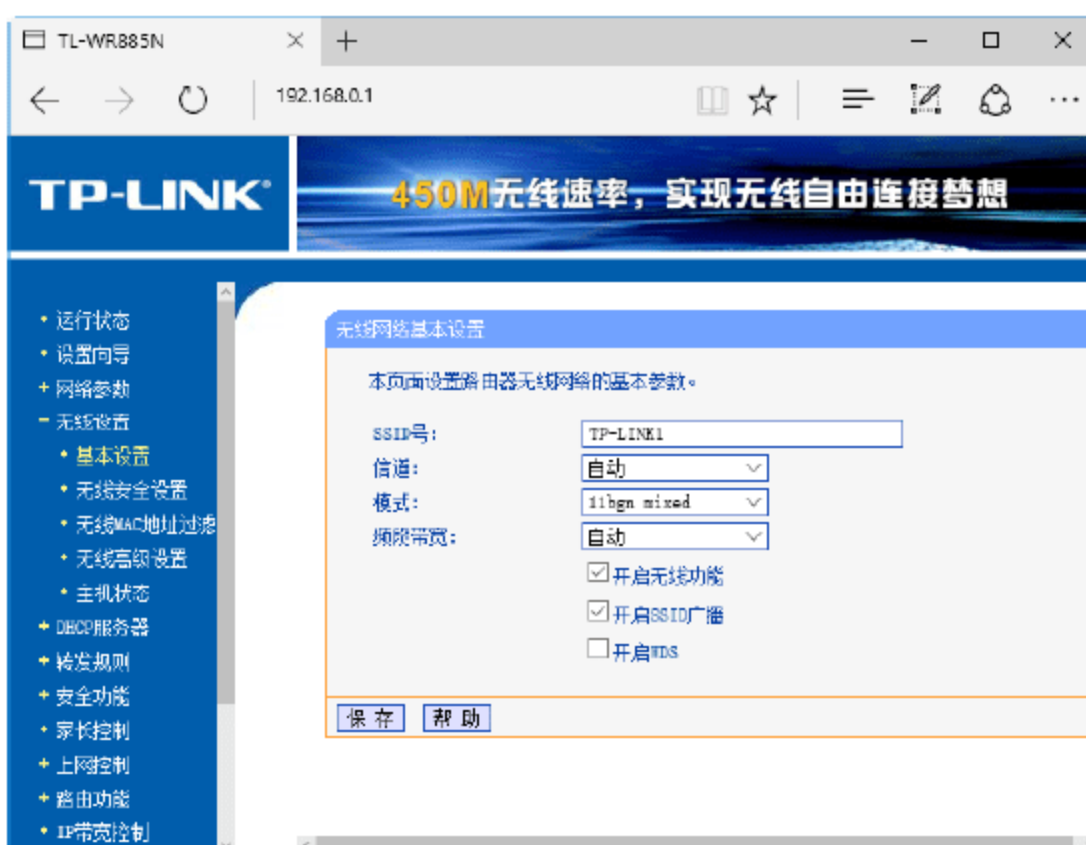 TL-WR885N
192.168.0.1
TP-LINK®
450M无线速率，实现无线自由连接梦想
运行状态
设置向导
网络参数
无线设置
基本设置
无线安全设置
无线MAC地址过滤
无线高级设置
主机状态
DHCP服务器
转发规则
安全功能
家长控制
上网控制
路由功能
IP带宽控制
无线网络基本设置
本页面设置路由器无线网络的基本参数。
SSID号： TP-LINK1
信道： 自动
模式： 11bgn mixed
频段带宽： 自动
开启无线功能
开启SSID广播
开启WDS
保 存 帮 助